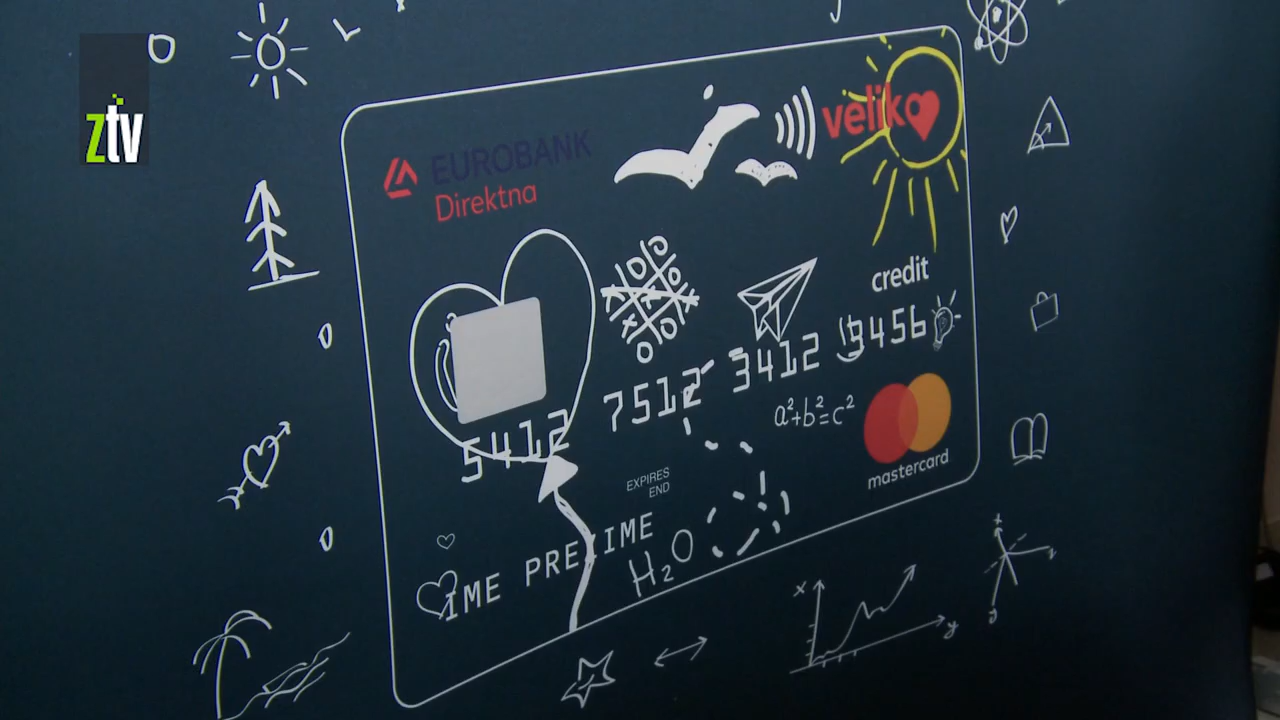 ztv
EUROBANK
Direktna
veliko
credit
5412 7512 3412 3456
a²+b²=c²
mastercard
EXPIRES
END
IME PREZIME
H₂O
x
y
x
y